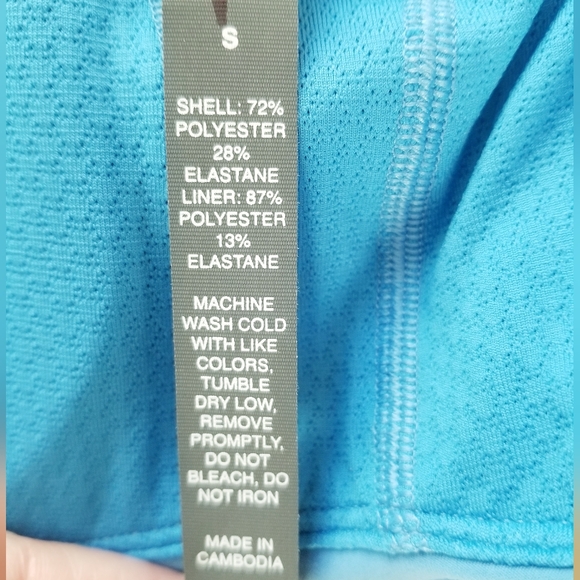 S
SHELL: 72%
POLYESTER
28%
ELASTANE
LINER: 87%
POLYESTER
13%
ELASTANE
MACHINE
WASH COLD
WITH LIKE
COLORS,
TUMBLE
DRY LOW,
REMOVE
PROMPTLY,
DO NOT
BLEACH, DO
NOT IRON
MADE IN
CAMBODIA